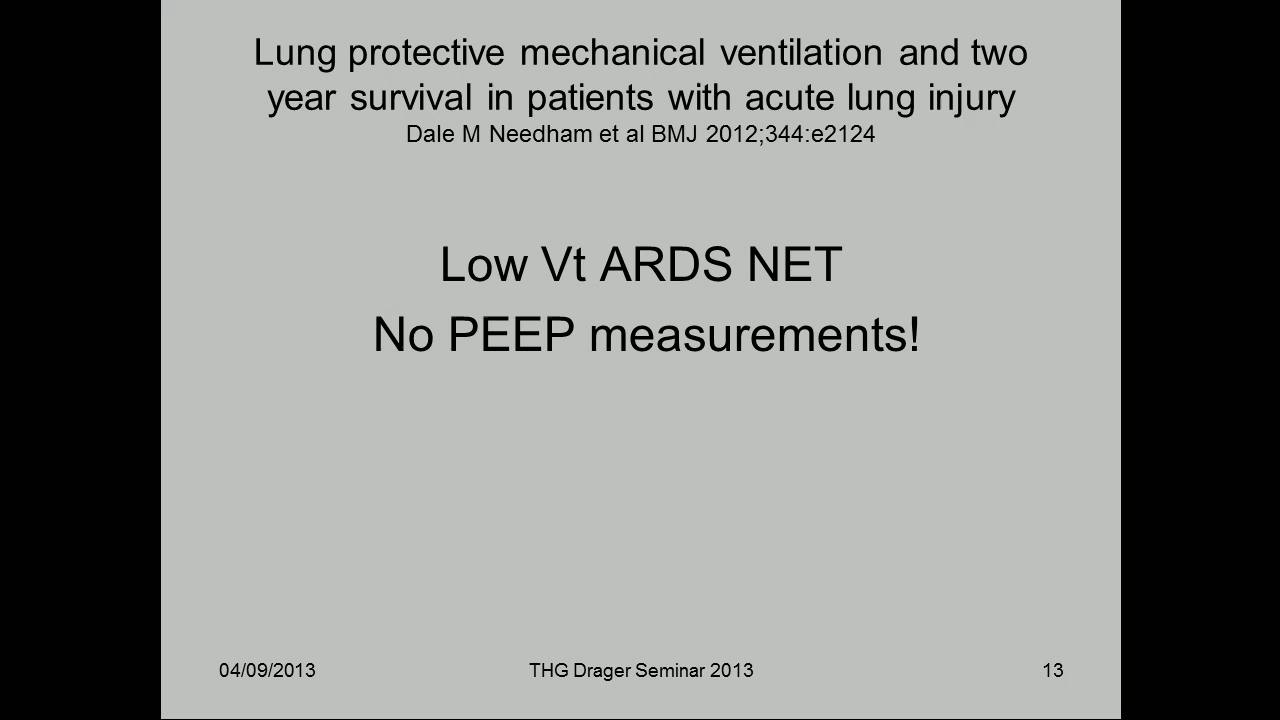 Lung protective mechanical ventilation and two
year survival in patients with acute lung injury
Dale M Needham et al BMJ 2012;344:e2124
Low Vt ARDS NET
No PEEP measurements!
04/09/2013 THG Drager Seminar 2013 13